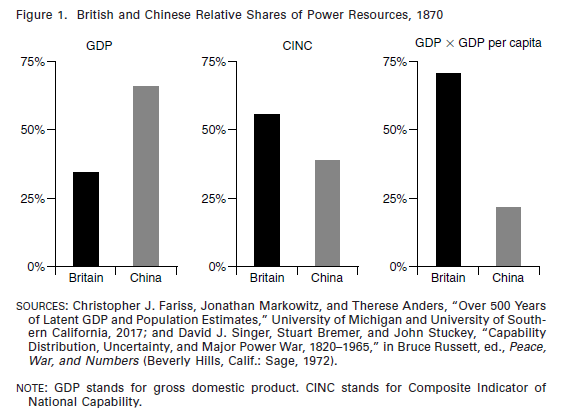 Figure 1. British and Chinese Relative Shares of Power Resources, 1870
GDP
75%
50%
25%
0%
Britain China
CINC
75%
50%
25%
0%
Britain China
GDP × GDP per capita
75%
50%
25%
0%
Britain China
SOURCES: Christopher J. Fariss, Jonathan Markowitz, and Therese Anders, “Over 500 Years
of Latent GDP and Population Estimates,” University of Michigan and University of South-
ern California, 2017; and David J. Singer, Stuart Bremer, and John Stuckey, “Capability
Distribution, Uncertainty, and Major Power War, 1820–1965,” in Bruce Russett, ed., Peace,
War, and Numbers (Beverly Hills, Calif.: Sage, 1972).
NOTE: GDP stands for gross domestic product. CINC stands for Composite Indicator of
National Capability.